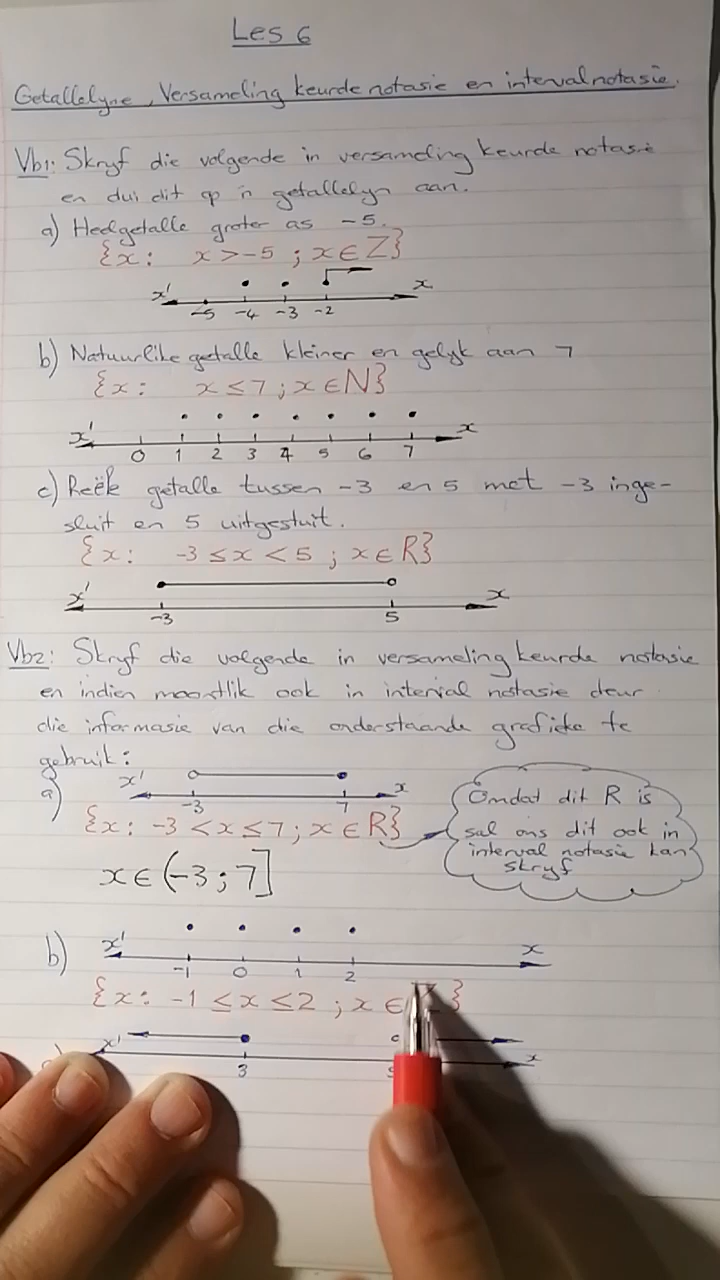 Les 6
Getallelyne, Versameling keurde notasie en interval notasie.
Vb1: Skryf die volgende in versameling keurde notasie
en dui dit op 'n getallelyn aan.
a) Heelgetalle groter as -5.
{x: x > -5 ; x ∈ Z}
x' x
-5 -4 -3 -2
b) Natuurlike getalle kleiner en gelyk aan 7
{x: x ≤ 7 ; x ∈ N}
x' x
0 1 2 3 4 5 6 7
c) Reële getalle tussen -3 en 5 met -3 inge-
sluit en 5 uitgesluit.
{x: -3 ≤ x < 5 ; x ∈ R}
x' x
-3 5
Vb2: Skryf die volgende in versameling keurde notasie
en indien moontlik ook in interval notasie deur
die informasie van die onderstaande grafieke te
gebruik:
a) x' x
-3 7
{x: -3 < x ≤ 7 ; x ∈ R}
Omdat dit R is
sal ons dit ook in
interval notasie kan
skryf
x ∈ (-3 ; 7]
b) x' x
-1 0 1 2
{x: -1 ≤ x ≤ 2 ; x ∈ }
x' x
3